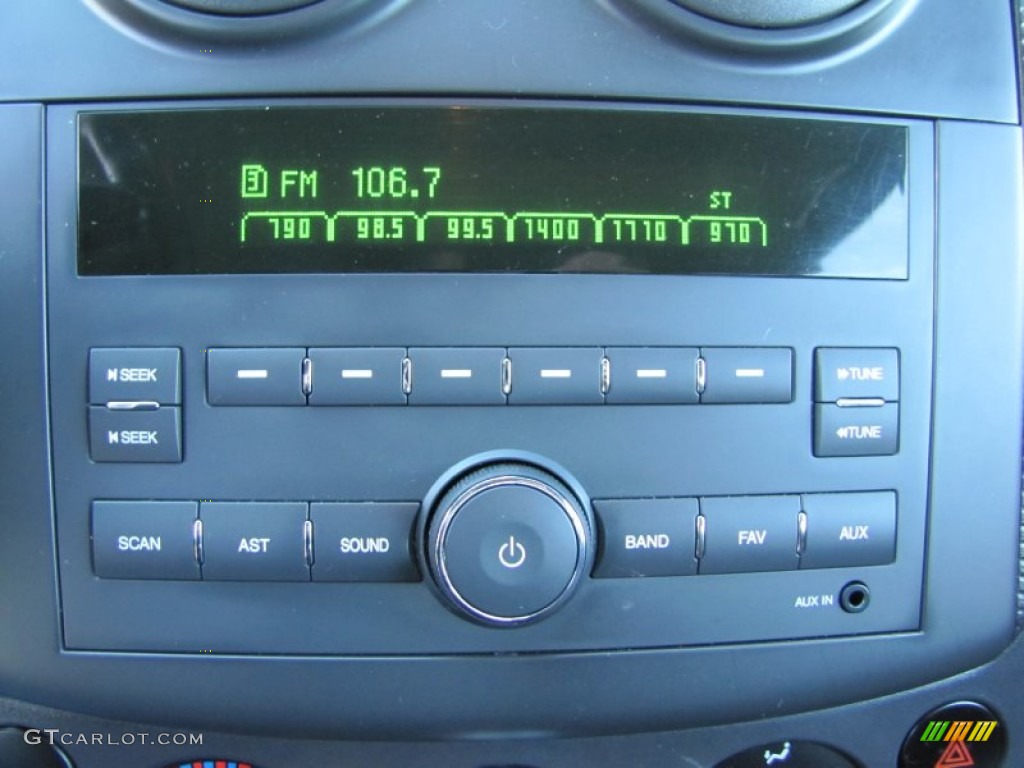 3 FM 106.7
ST
790 98.5 99.5 1400 1710 970
SEEK
TUNE
SEEK
TUNE
SCAN AST SOUND BAND FAV AUX
AUX IN
GTCARLOT.COM